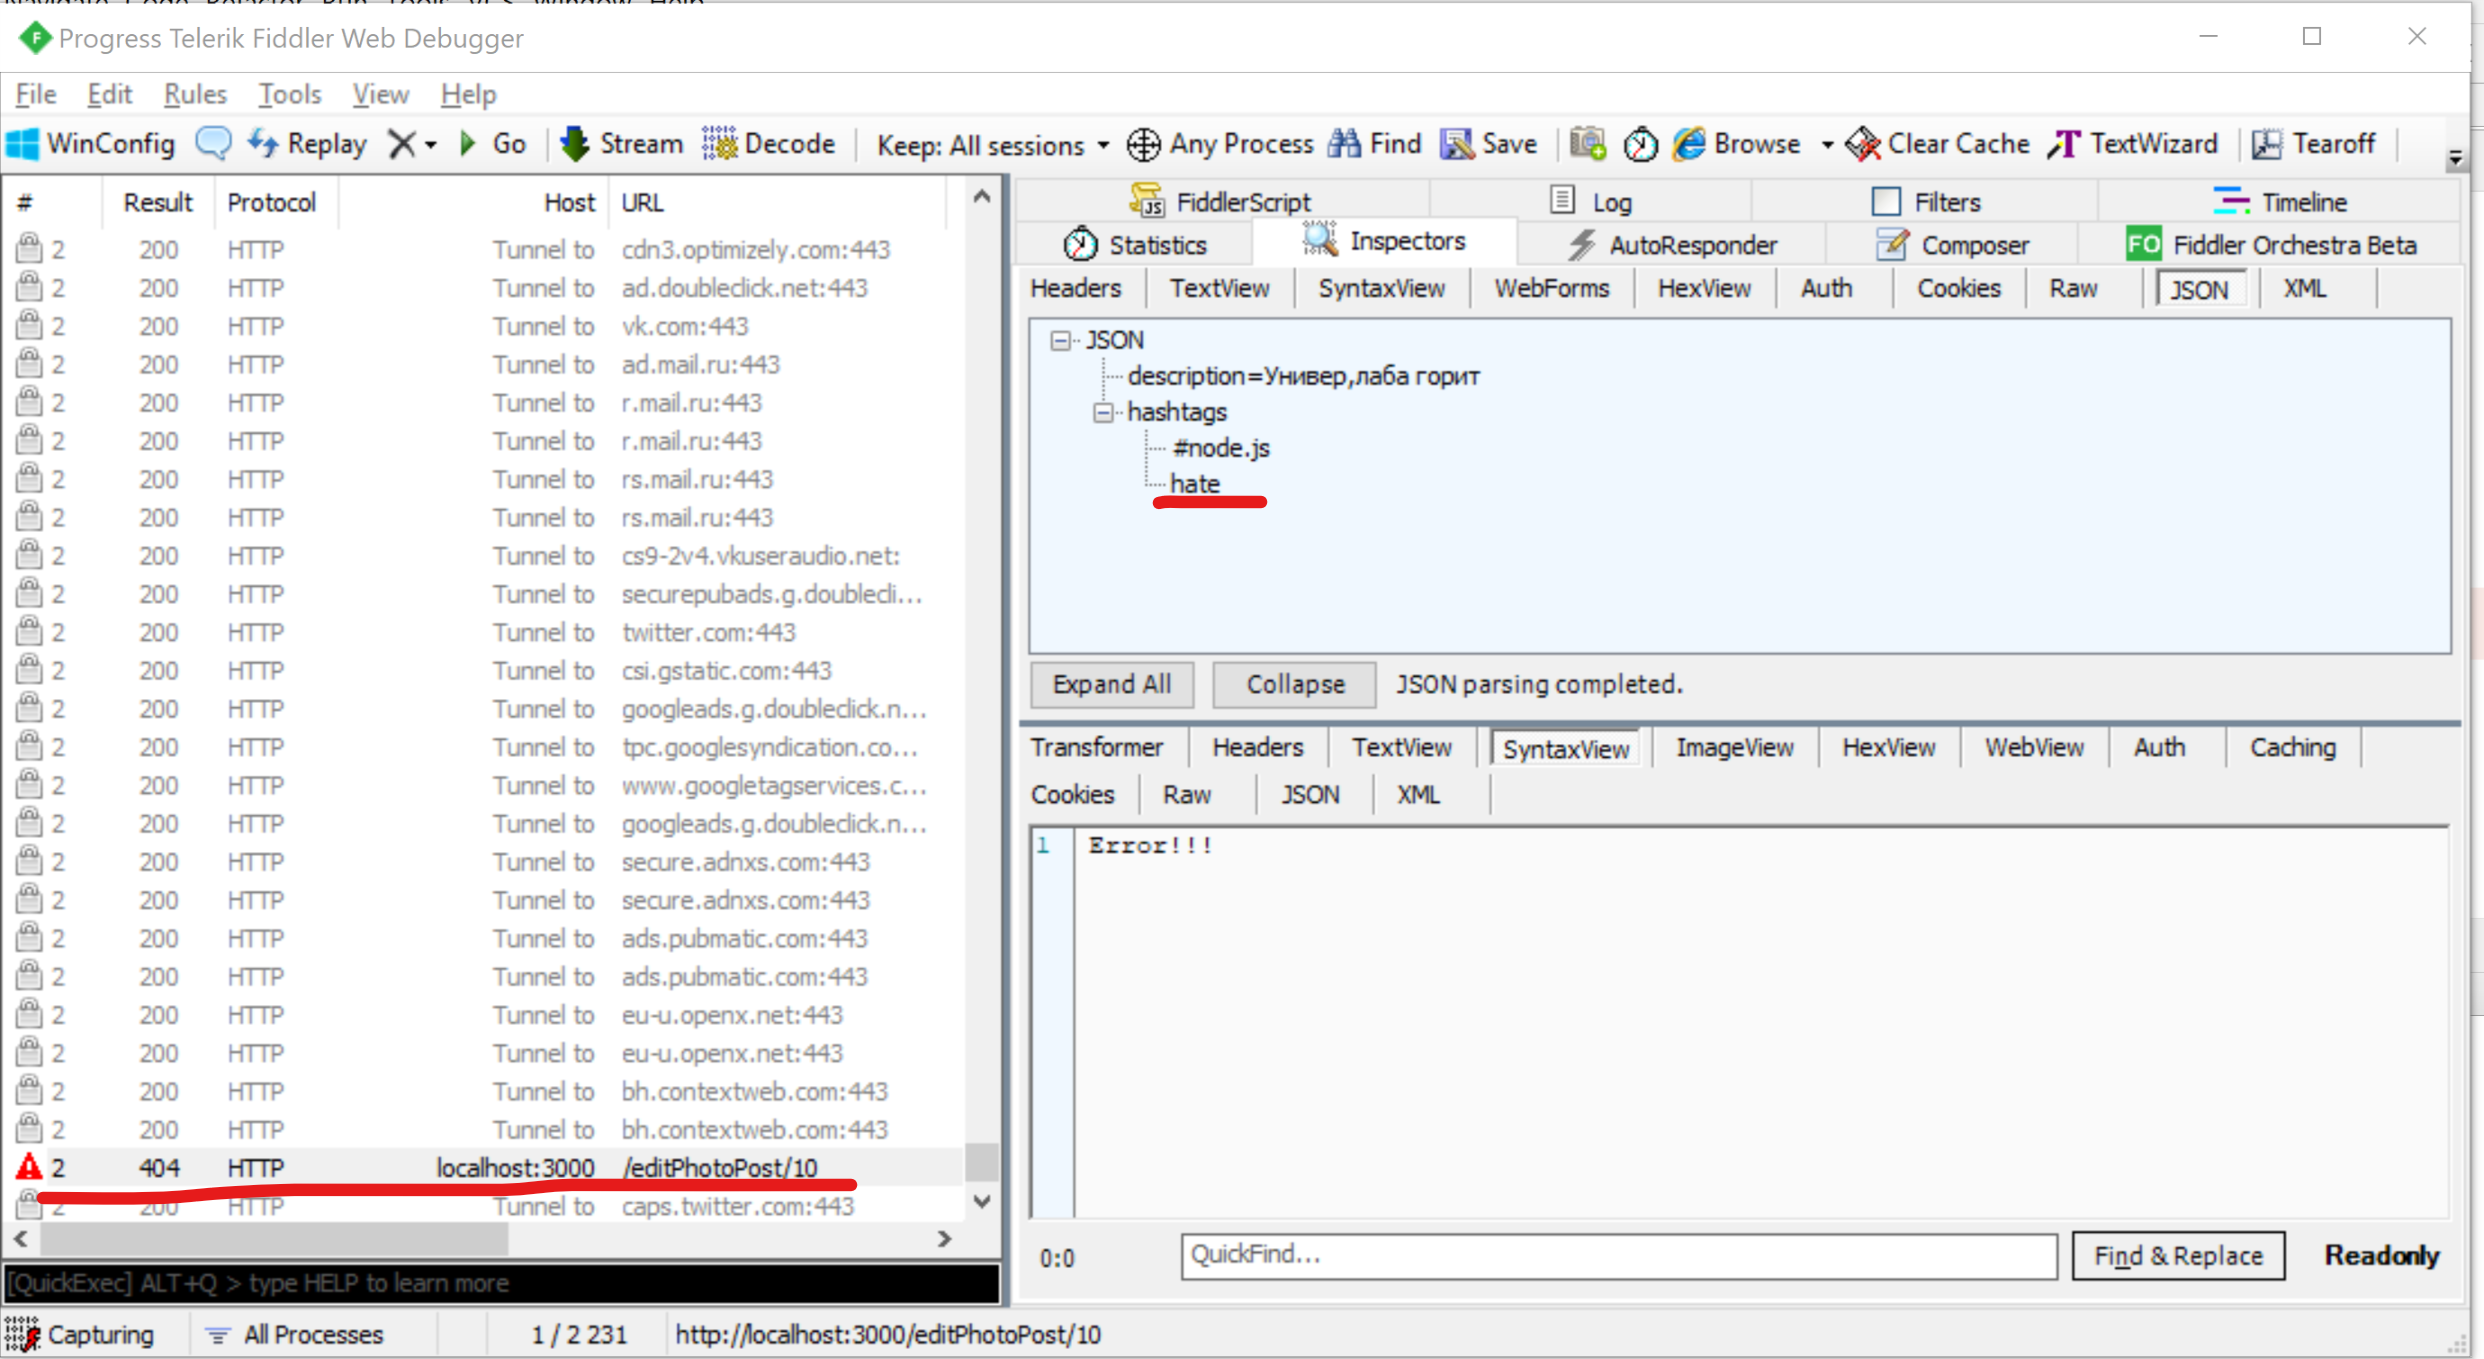 Progress Telerik Fiddler Web Debugger
File Edit Rules Tools View Help
WinConfig Replay Go Stream Decode Keep: All sessions Any Process Find Save Browse Clear Cache TextWizard Tearoff
# Result Protocol Host URL
2 200 HTTP Tunnel to cdn3.optimizely.com:443
2 200 HTTP Tunnel to ad.doubleclick.net:443
2 200 HTTP Tunnel to vk.com:443
2 200 HTTP Tunnel to ad.mail.ru:443
2 200 HTTP Tunnel to r.mail.ru:443
2 200 HTTP Tunnel to r.mail.ru:443
2 200 HTTP Tunnel to rs.mail.ru:443
2 200 HTTP Tunnel to rs.mail.ru:443
2 200 HTTP Tunnel to cs9-2v4.vkuseraudio.net:
2 200 HTTP Tunnel to securepubads.g.doublecli...
2 200 HTTP Tunnel to twitter.com:443
2 200 HTTP Tunnel to csi.gstatic.com:443
2 200 HTTP Tunnel to googleads.g.doubleclick.n...
2 200 HTTP Tunnel to tpc.googlesyndication.co...
2 200 HTTP Tunnel to www.googletagservices.c...
2 200 HTTP Tunnel to googleads.g.doubleclick.n...
2 200 HTTP Tunnel to secure.adnxs.com:443
2 200 HTTP Tunnel to secure.adnxs.com:443
2 200 HTTP Tunnel to ads.pubmatic.com:443
2 200 HTTP Tunnel to ads.pubmatic.com:443
2 200 HTTP Tunnel to eu-u.openx.net:443
2 200 HTTP Tunnel to eu-u.openx.net:443
2 200 HTTP Tunnel to bh.contextweb.com:443
2 200 HTTP Tunnel to bh.contextweb.com:443
2 404 HTTP localhost:3000 /editPhotoPost/10
2 200 HTTP Tunnel to caps.twitter.com:443
[QuickExec] ALT+Q > type HELP to learn more
FiddlerScript Log Filters Timeline
Statistics Inspectors AutoResponder Composer FO Fiddler Orchestra Beta
Headers TextView SyntaxView WebForms HexView Auth Cookies Raw JSON XML
JSON
description=Универ,лаба горит
hashtags
#node.js
hate
Expand All Collapse JSON parsing completed.
Transformer Headers TextView SyntaxView ImageView HexView WebView Auth Caching
Cookies Raw JSON XML
1 Error!!!
0:0 QuickFind... Find & Replace Readonly
Capturing All Processes 1 / 2 231 http://localhost:3000/editPhotoPost/10